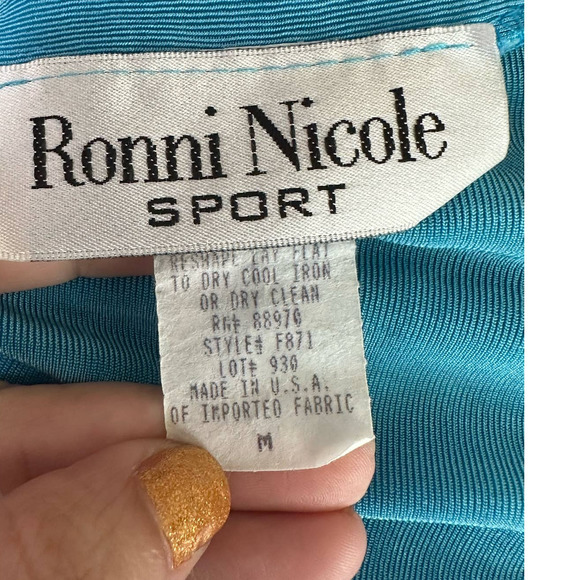 Ronni Nicole
SPORT
RESHAPE LAY FLAT
TO DRY COOL IRON
OR DRY CLEAN
RN# 88970
STYLE# F871
LOT# 930
MADE IN U.S.A.
OF IMPORTED FABRIC
M